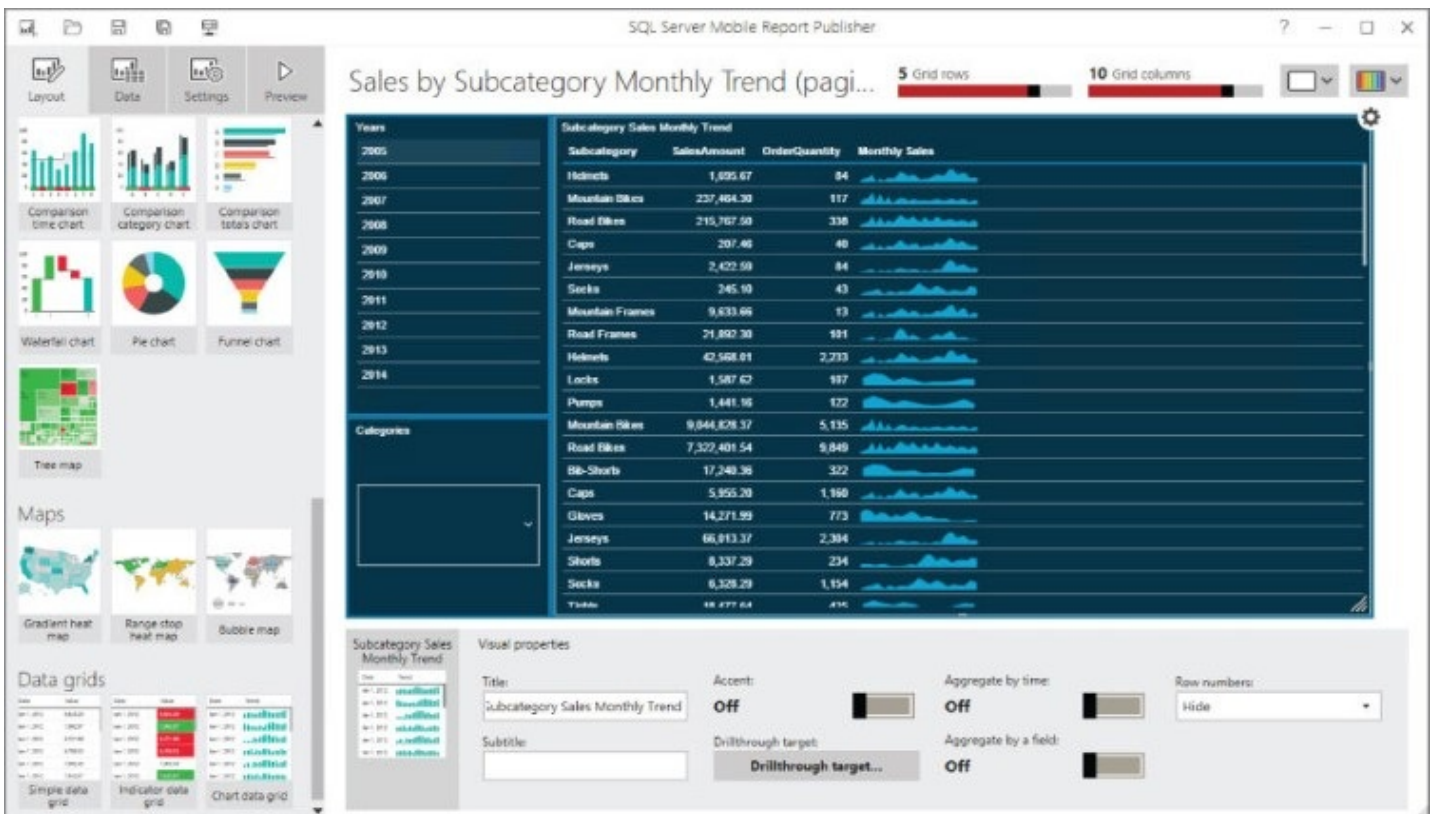 SQL Server Mobile Report Publisher
?
Layout
Data
Settings
Preview
Sales by Subcategory Monthly Trend (pagi...
5 Grid rows
10 Grid columns
Comparison time chart
Comparison category chart
Comparison totals chart
Waterfall chart
Pie chart
Funnel chart
Tree map
Maps
Gradient heat map
Range stop heat map
Bubble map
Data grids
Simple data grid
Indicator data grid
Chart data grid
Years
2005
2006
2007
2008
2009
2010
2011
2012
2013
2014
Categories
Subcategory Sales Monthly Trend
Subcategory SalesAmount OrderQuantity Monthly Sales
Helmets 1,695.67 84
Mountain Bikes 237,464.30 117
Road Bikes 215,767.50 338
Caps 207.46 40
Jerseys 2,422.50 84
Socks 245.10 43
Mountain Frames 9,633.66 13
Road Frames 21,892.30 101
Helmets 42,568.01 2,233
Locks 1,587.62 107
Pumps 1,441.16 122
Mountain Bikes 9,044,828.37 5,135
Road Bikes 7,322,401.54 9,849
Bib-Shorts 17,240.36 322
Caps 5,955.20 1,160
Gloves 14,271.99 773
Jerseys 66,013.37 2,304
Shorts 8,337.29 234
Socks 6,328.29 1,154
Subcategory Sales Monthly Trend
Visual properties
Title:
Subcategory Sales Monthly Trend
Subtitle:
Accent:
Off
Drillthrough target:
Drillthrough target...
Aggregate by time:
Off
Aggregate by a field:
Off
Row numbers:
Hide